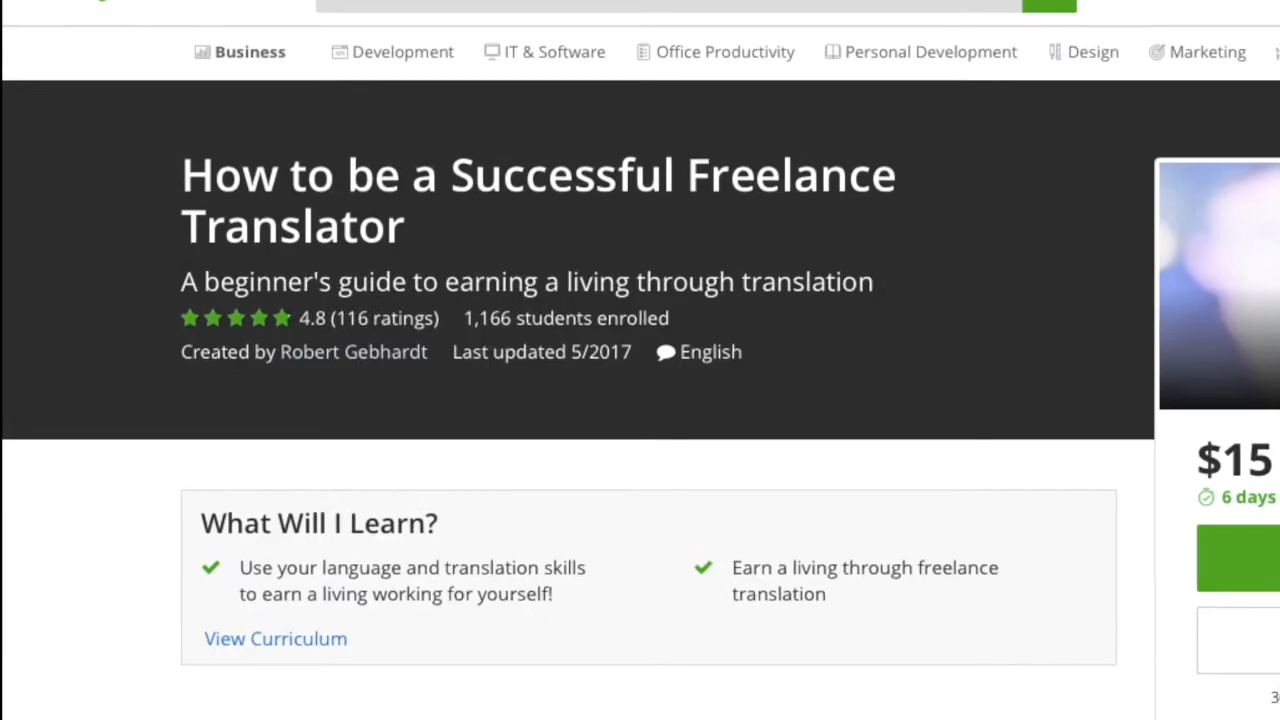 Business Development IT & Software Office Productivity Personal Development Design Marketing
How to be a Successful Freelance
Translator
A beginner's guide to earning a living through translation
4.8 (116 ratings) 1,166 students enrolled
Created by Robert Gebhardt Last updated 5/2017 English
$15
6 days
What Will I Learn?
Use your language and translation skills
to earn a living working for yourself!
Earn a living through freelance
translation
View Curriculum